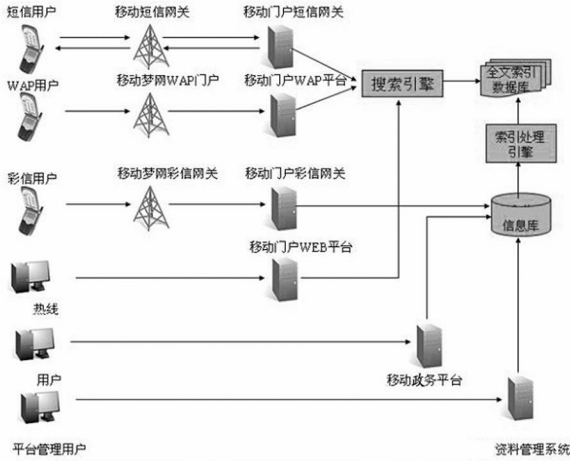 短信用户
移动短信网关
移动门户短信网关
WAP用户
移动梦网WAP门户
移动门户WAP平台
搜索引擎
全文索引
数据库
索引处理
引擎
彩信用户
移动梦网彩信网关
移动门户彩信网关
信息库
移动门户WEB平台
热线
用户
移动政务平台
平台管理用户
资料管理系统